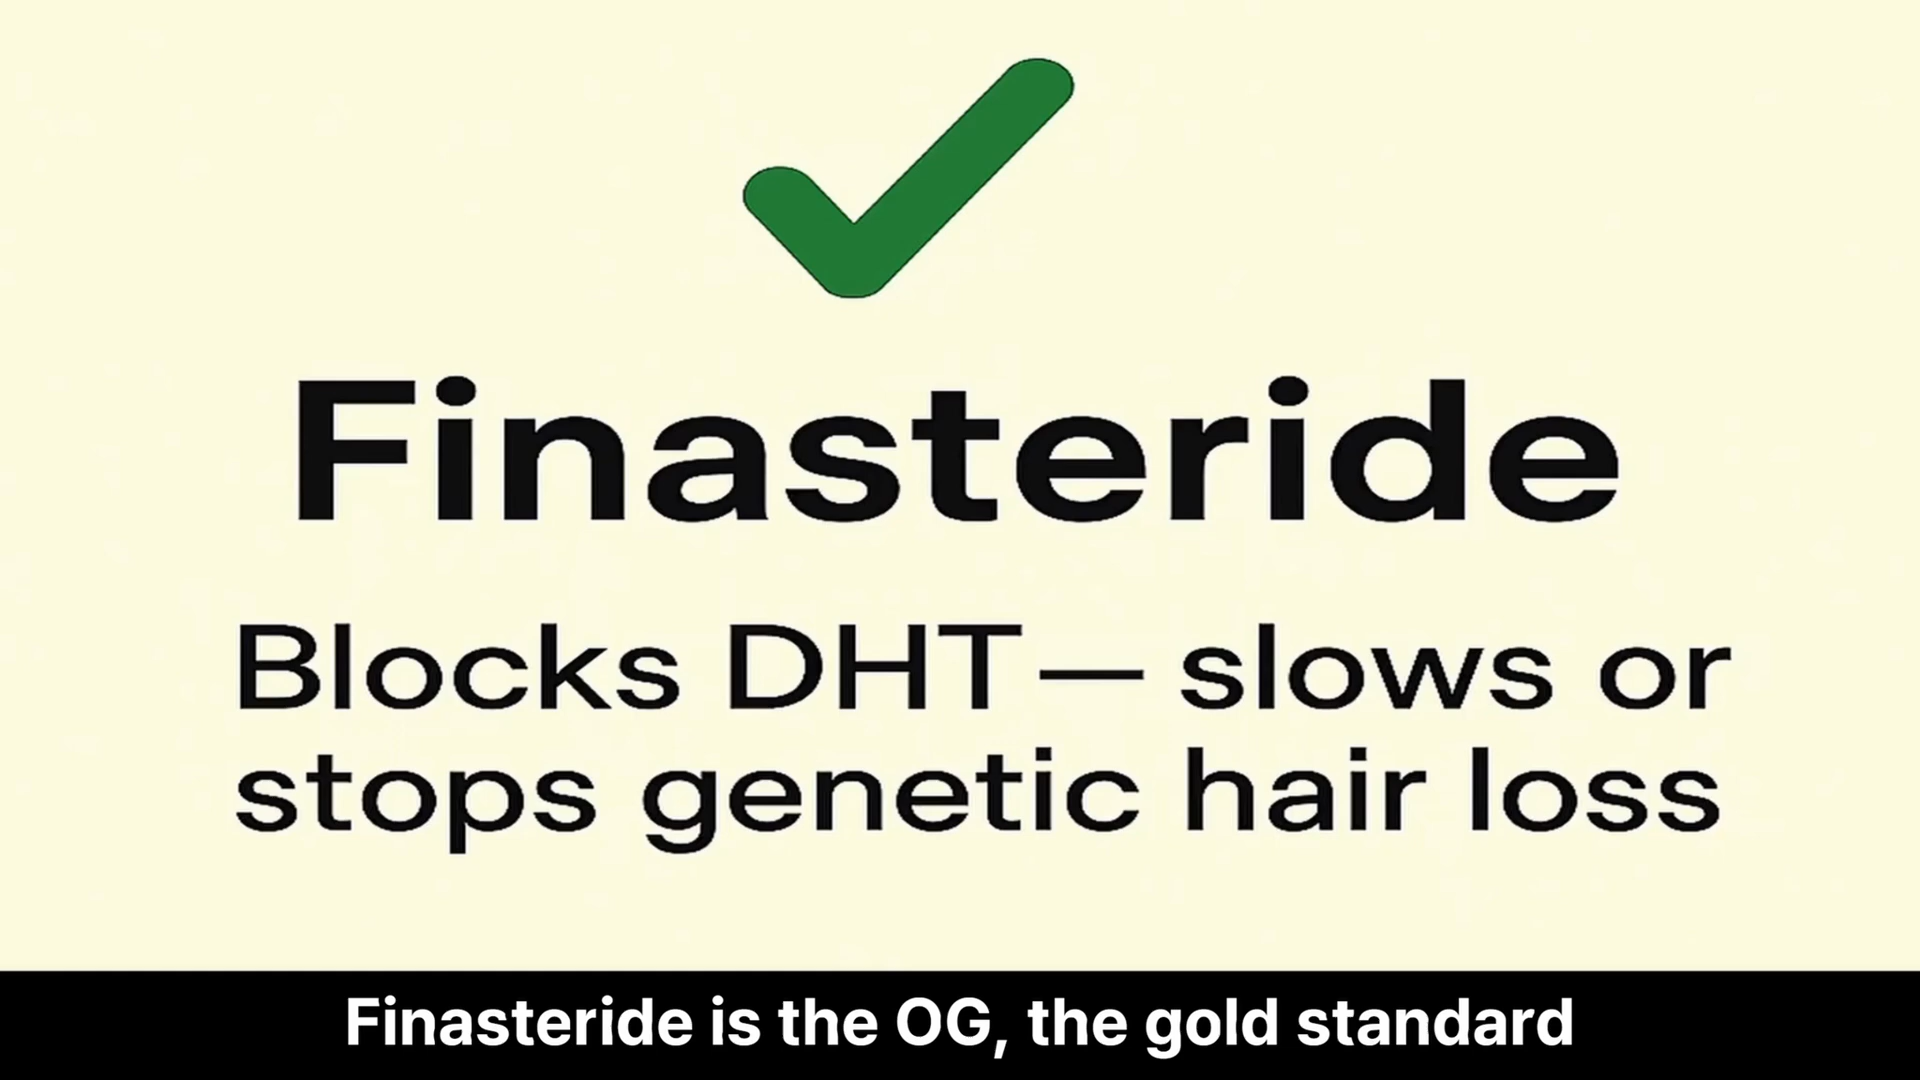 Finasteride
Blocks DHT — slows or
stops genetic hair loss
Finasteride is the OG, the gold standard